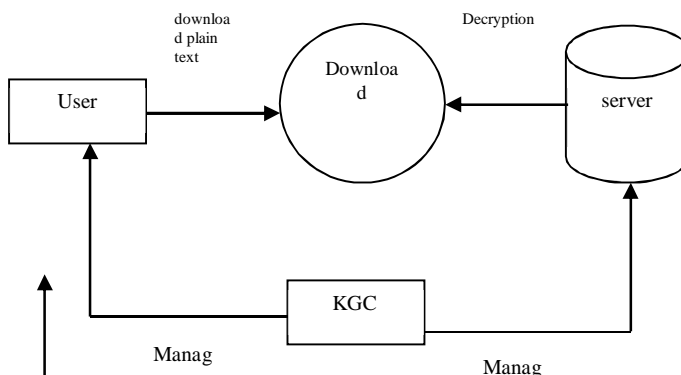 downloa
d plain
text
Decryption
User
Downloa
d
server
KGC
Manag
Manag